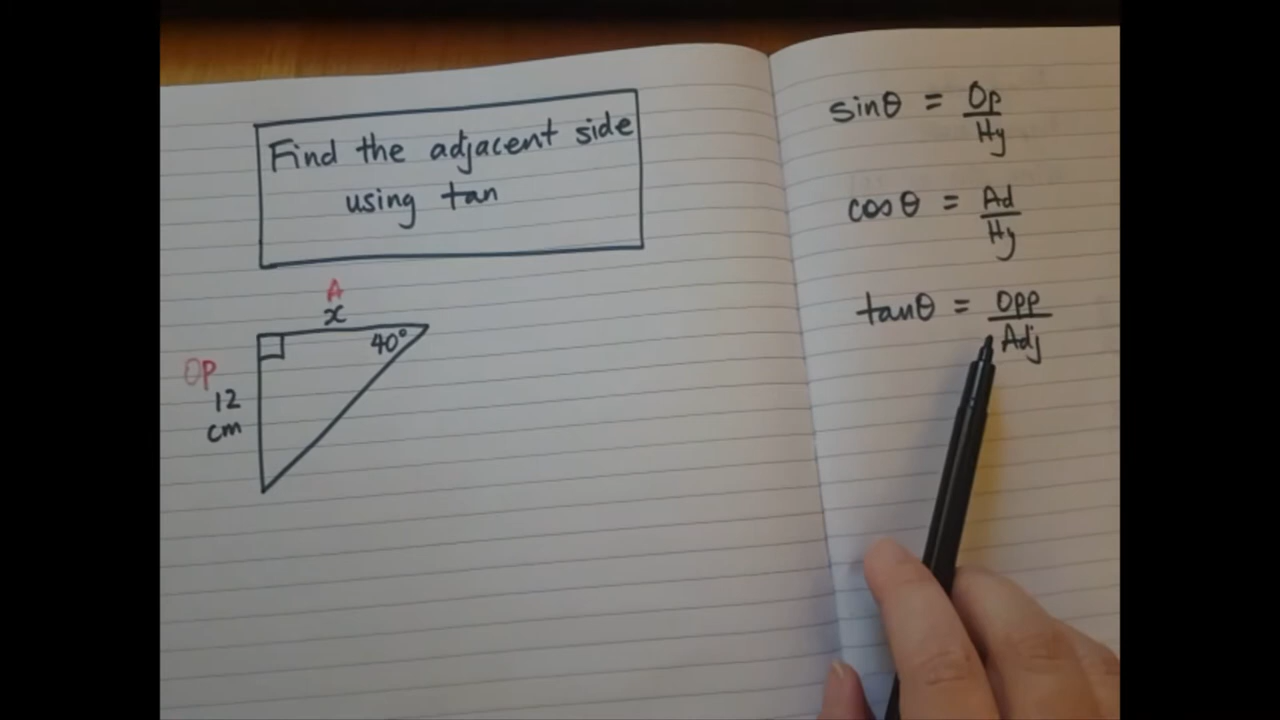 Find the adjacent side
using tan
A
x
40°
Op
12
cm
sinθ = Op/Hy
cosθ = Ad/Hy
tanθ = Opp/Adj